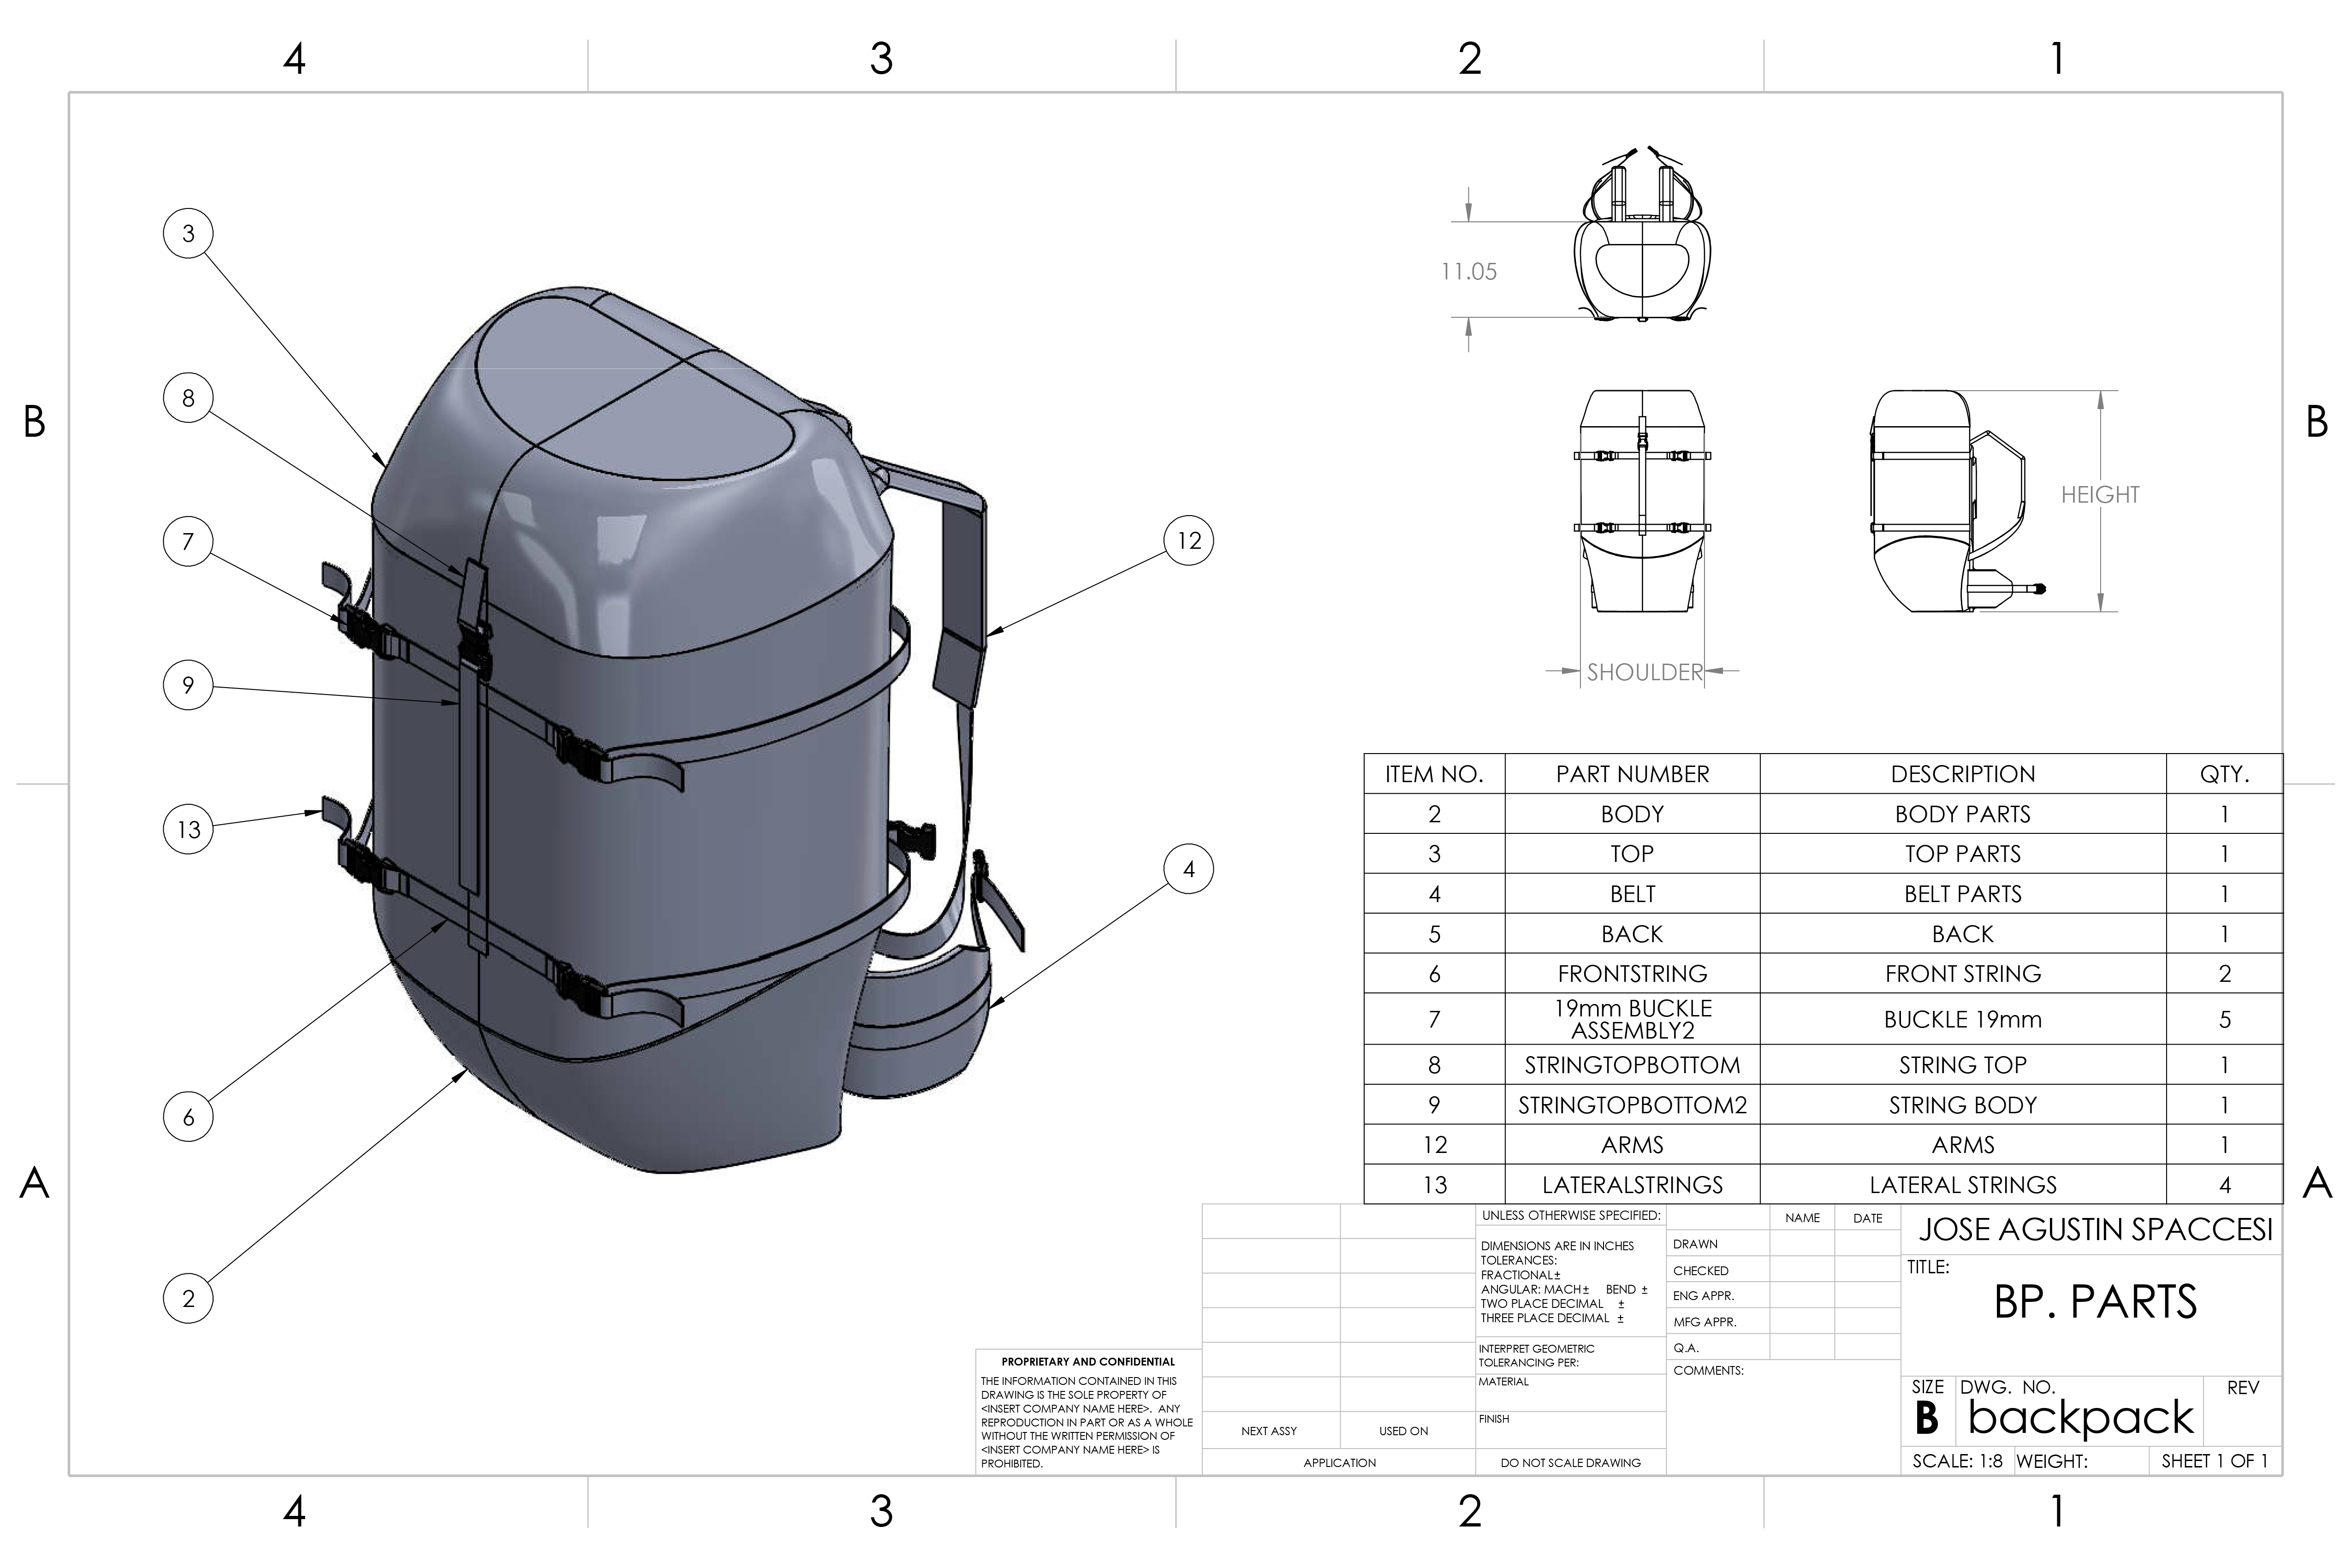 4 3 2 1
B B
A A
3
8
7
9
13
6
2
12
4
11.05
HEIGHT
SHOULDER
ITEM NO. PART NUMBER DESCRIPTION QTY.
2 BODY BODY PARTS 1
3 TOP TOP PARTS 1
4 BELT BELT PARTS 1
5 BACK BACK 1
6 FRONTSTRING FRONT STRING 2
7 19mm BUCKLE
ASSEMBLY2 BUCKLE 19mm 5
8 STRINGTOPBOTTOM STRING TOP 1
9 STRINGTOPBOTTOM2 STRING BODY 1
12 ARMS ARMS 1
13 LATERALSTRINGS LATERAL STRINGS 4
PROPRIETARY AND CONFIDENTIAL
THE INFORMATION CONTAINED IN THIS
DRAWING IS THE SOLE PROPERTY OF
<INSERT COMPANY NAME HERE>. ANY
REPRODUCTION IN PART OR AS A WHOLE
WITHOUT THE WRITTEN PERMISSION OF
<INSERT COMPANY NAME HERE> IS
PROHIBITED.
NEXT ASSY USED ON
APPLICATION
UNLESS OTHERWISE SPECIFIED:
DIMENSIONS ARE IN INCHES
TOLERANCES:
FRACTIONAL±
ANGULAR: MACH± BEND ±
TWO PLACE DECIMAL ±
THREE PLACE DECIMAL ±
INTERPRET GEOMETRIC
TOLERANCING PER:
MATERIAL
FINISH
DO NOT SCALE DRAWING
NAME DATE
DRAWN
CHECKED
ENG APPR.
MFG APPR.
Q.A.
COMMENTS:
JOSE AGUSTIN SPACCESI
TITLE:
BP. PARTS
SIZE DWG. NO. REV
B backpack
SCALE: 1:8 WEIGHT: SHEET 1 OF 1
4 3 2 1